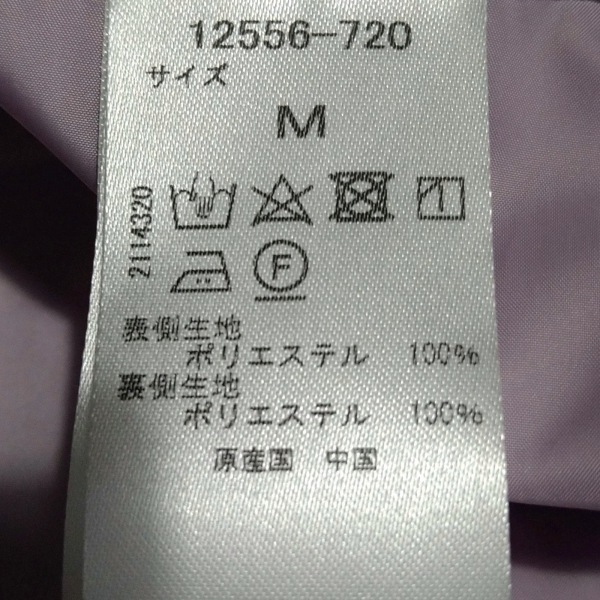 12556-720
サイズ
M
2114320
F
表側生地
ポリエステル 100%
裏側生地
ポリエステル 100%
原産国 中国